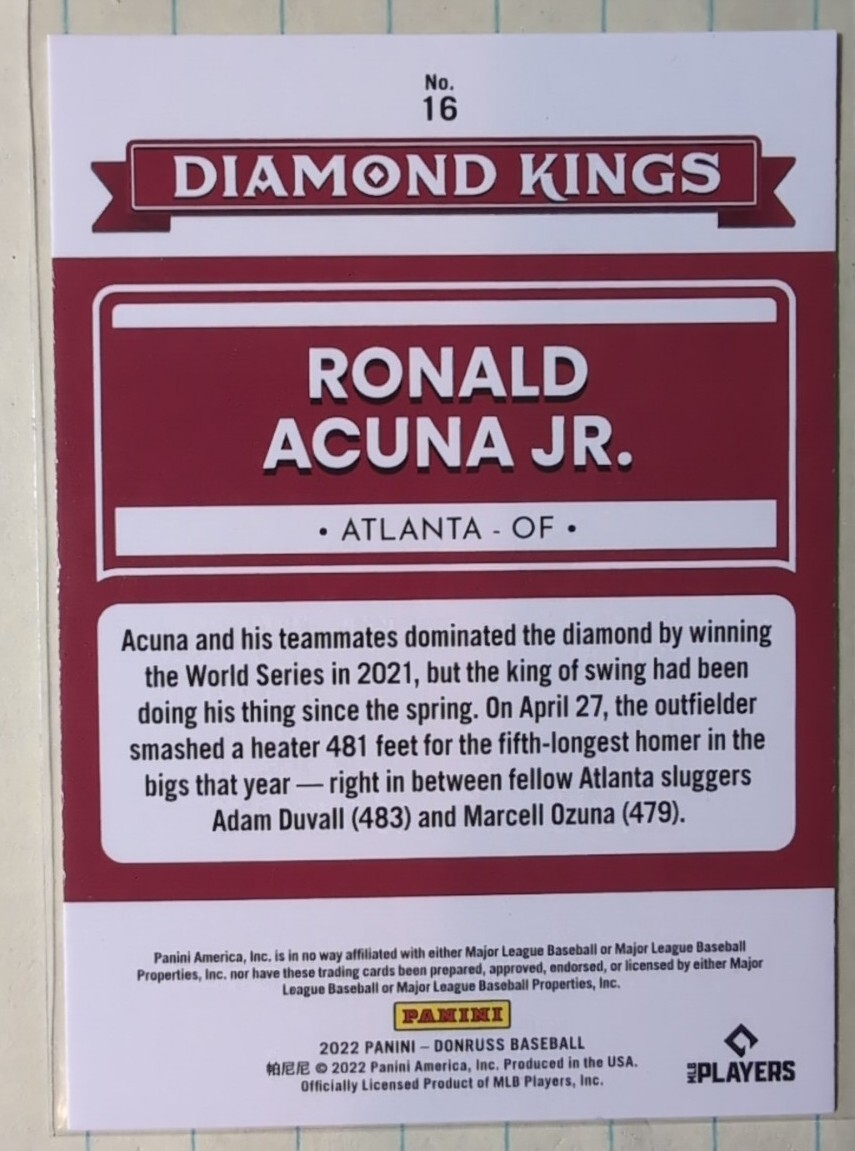 No.
16
DIAMOND KINGS
RONALD
ACUNA JR.
• ATLANTA - OF •
Acuna and his teammates dominated the diamond by winning
the World Series in 2021, but the king of swing had been
doing his thing since the spring. On April 27, the outfielder
smashed a heater 481 feet for the fifth-longest homer in the
bigs that year — right in between fellow Atlanta sluggers
Adam Duvall (483) and Marcell Ozuna (479).
Panini America, Inc. is in no way affiliated with either Major League Baseball or Major League Baseball
Properties, Inc. nor have these trading cards been prepared, approved, endorsed, or licensed by either Major
League Baseball or Major League Baseball Properties, Inc.
PANINI
2022 PANINI – DONRUSS BASEBALL
帕尼尼 © 2022 Panini America, Inc. Produced in the USA.
Officially Licensed Product of MLB Players, Inc.
MLB PLAYERS